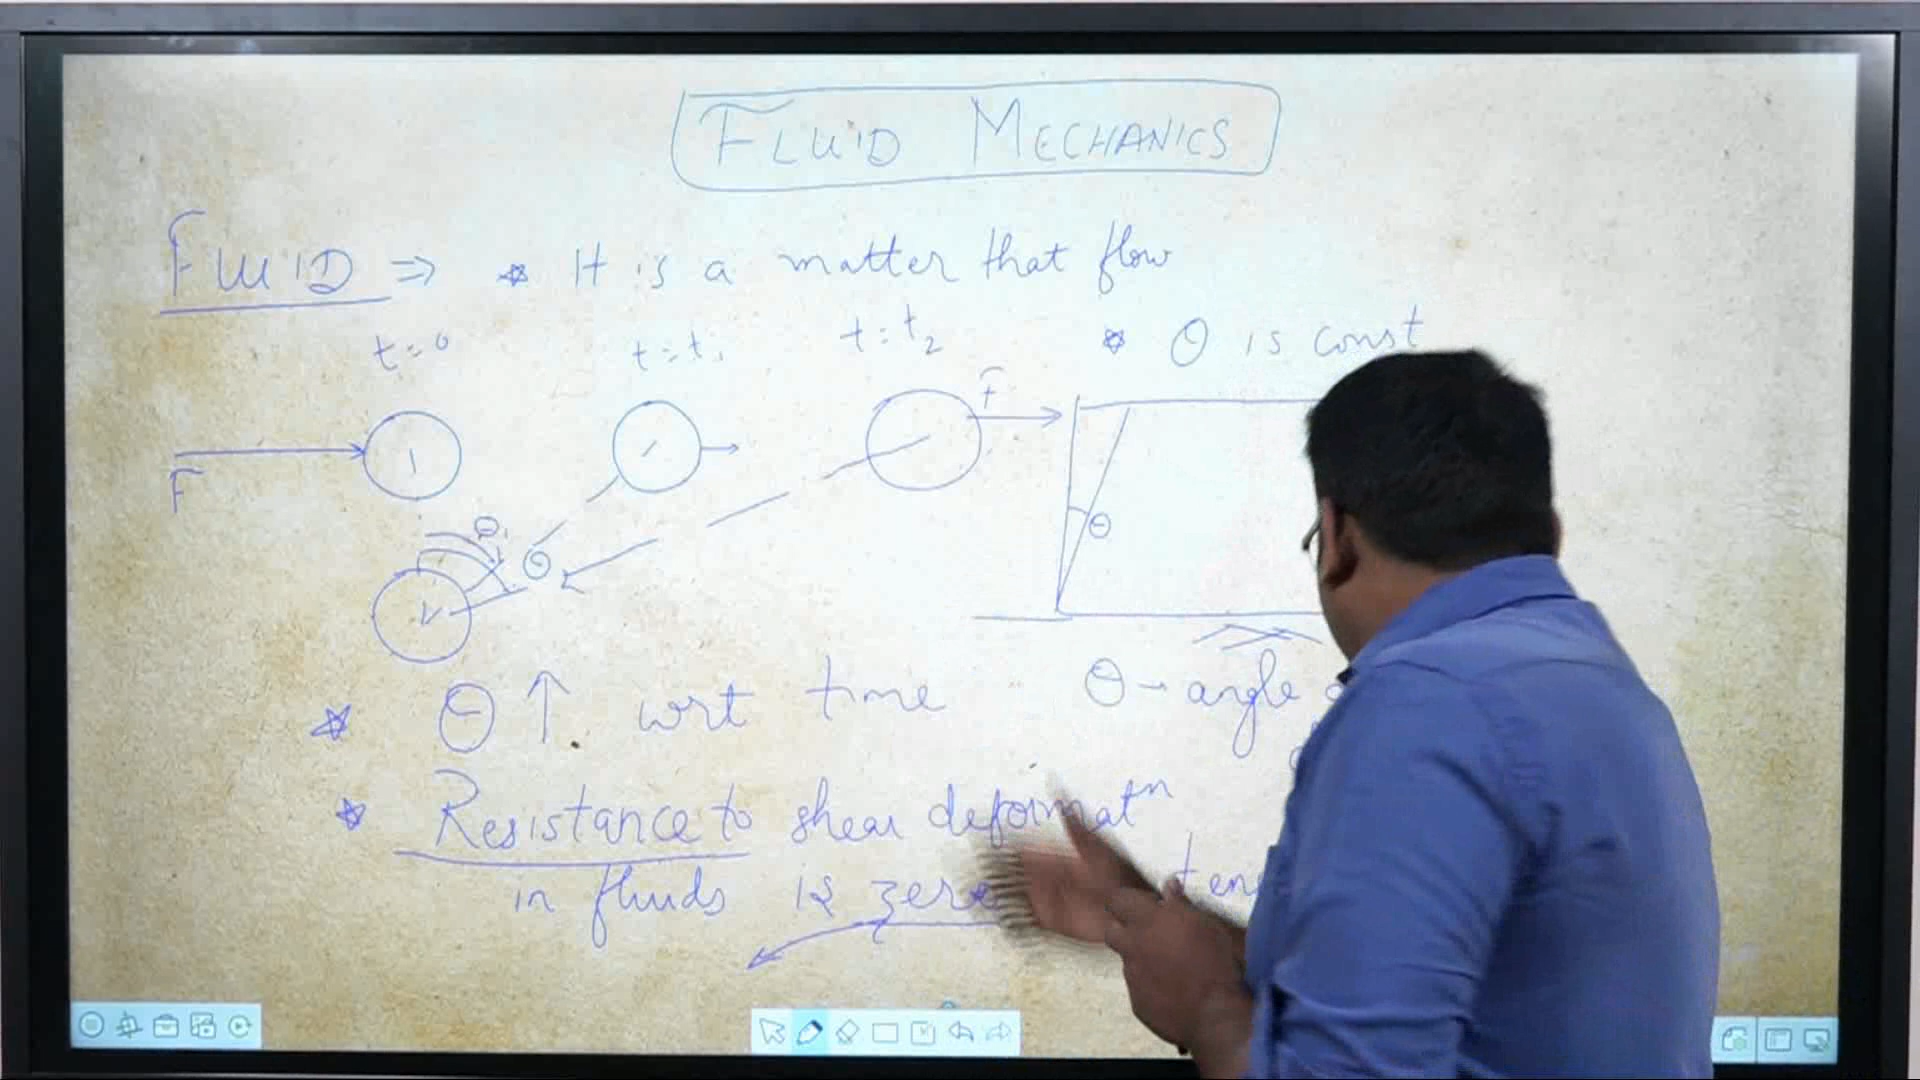 FLUID MECHANICS
FLUID ⇒ * It is a matter that flow
t=0 t=t₁ t=t₂
* θ is const
F
F
θ₁
θ
θ
* θ ↑ wrt time
θ → angle
* Resistance to shear deformatⁿ
in fluids is zero